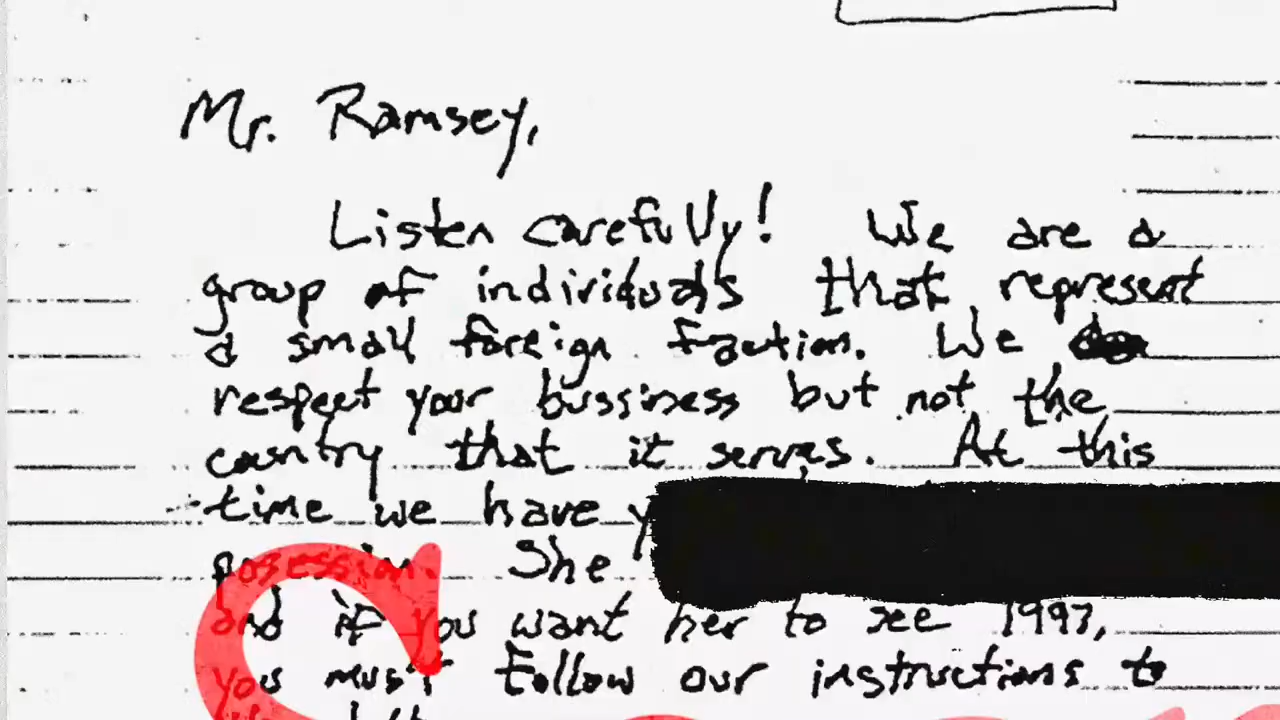 Mr. Ramsey,
Listen carefully! We are a
group of individuals that represent
a small foreign faction. We
respect your bussiness but not the
country that it serves. At this
time we have
posession. She
and if you want her to see 1997,
you must follow our instructions to